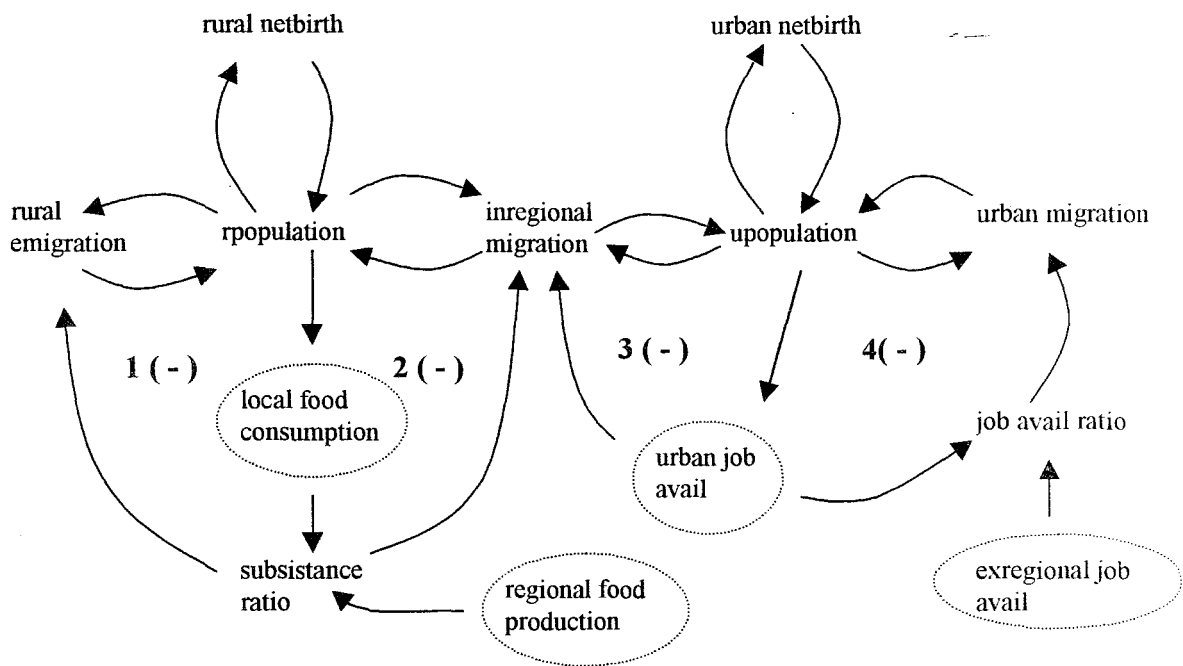 rural netbirth
urban netbirth
rural
emigration
rpopulation
inregional
migration
upopulation
urban migration
1 ( - )
2 ( - )
3 ( - )
4( - )
local food
consumption
urban job
avail
job avail ratio
subsistance
ratio
regional food
production
exregional job
avail